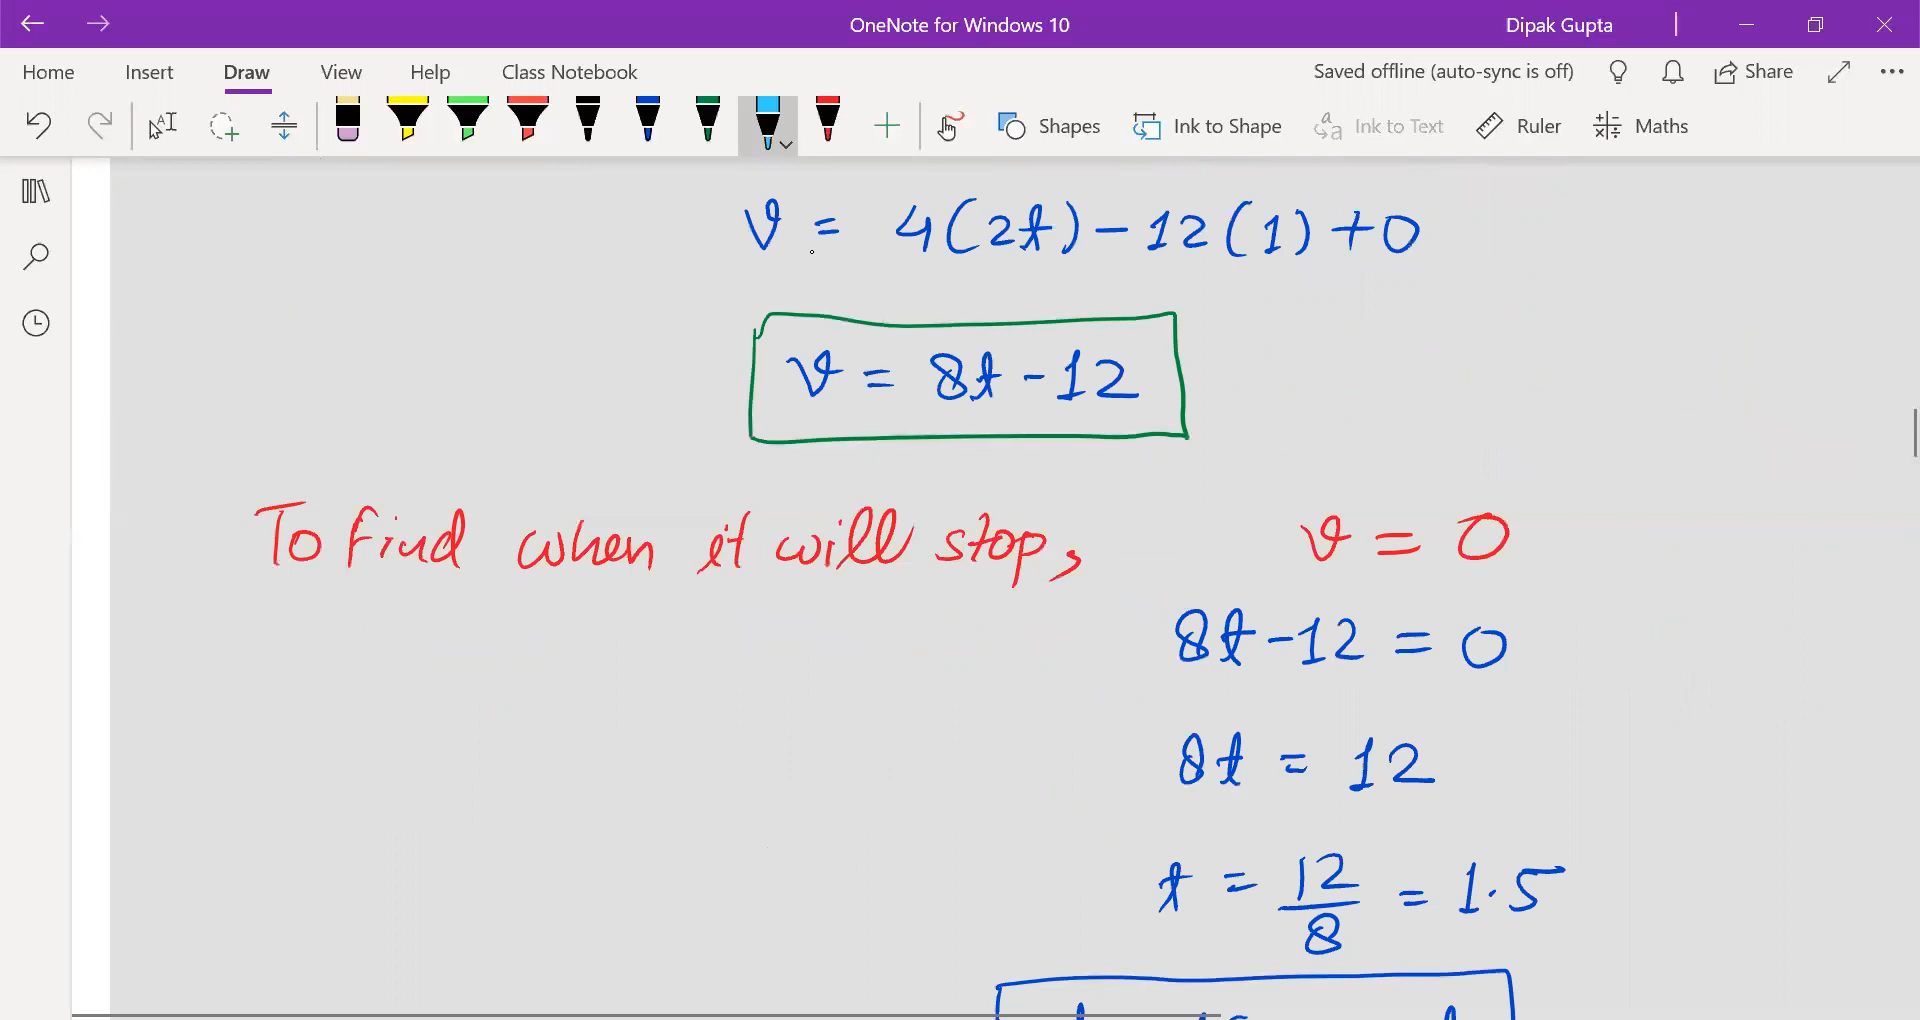 OneNote for Windows 10
Dipak Gupta
Home Insert Draw View Help Class Notebook
Saved offline (auto-sync is off) Share
Shapes Ink to Shape Ink to Text Ruler Maths
v = 4(2t) - 12(1) + 0
v = 8t - 12
To find when it will stop, v = 0
8t - 12 = 0
8t = 12
t = 12/8 = 1.5